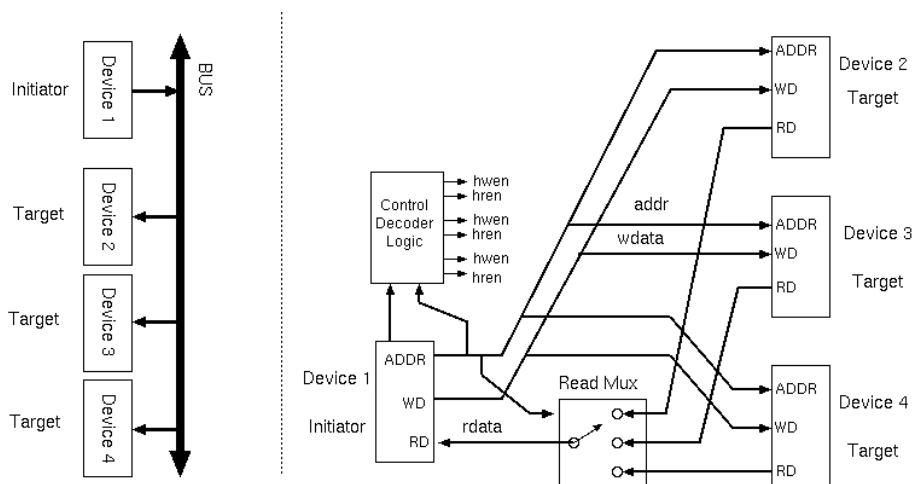 Initiator
Device 1
BUS
Target
Device 2
Target
Device 3
Target
Device 4
Control
Decoder
Logic
hwen
hren
hwen
hren
hwen
hren
addr
wdata
Device 1
Initiator
ADDR
WD
RD
rdata
Read Mux
ADDR
WD
RD
Device 2
Target
ADDR
WD
RD
Device 3
Target
ADDR
WD
RD
Device 4
Target